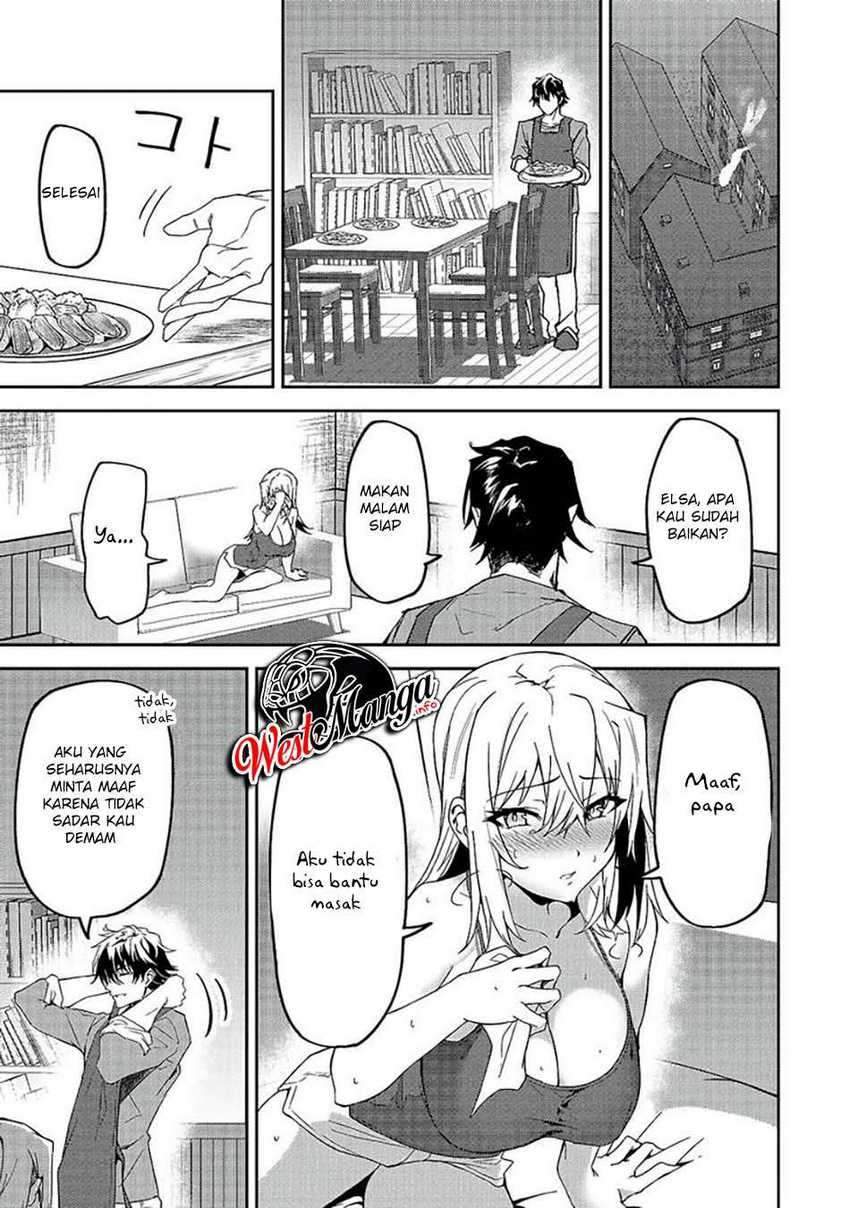 コト
SELESAI
ELSA, APA
KAU SUDAH
BAIKAN?
MAKAN
MALAM
SIAP
Ya...
Maaf,
papa
Aku tidak
bisa bantu
masak
WestManga
.info
tidak,
tidak
AKU YANG
SEHARUSNYA
MINTA MAAF
KARENA TIDAK
SADAR KAU
DEMAM